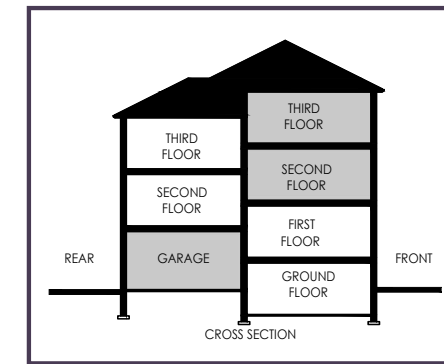 THIRD
FLOOR
THIRD
FLOOR
SECOND
FLOOR
SECOND
FLOOR
FIRST
FLOOR
REAR
GARAGE
FRONT
GROUND
FLOOR
CROSS SECTION